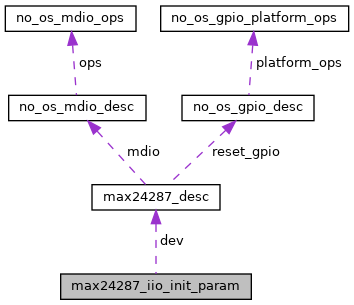 no_os_mdio_ops
no_os_gpio_platform_ops
ops
platform_ops
no_os_mdio_desc
no_os_gpio_desc
mdio
reset_gpio
max24287_desc
dev
max24287_iio_init_param